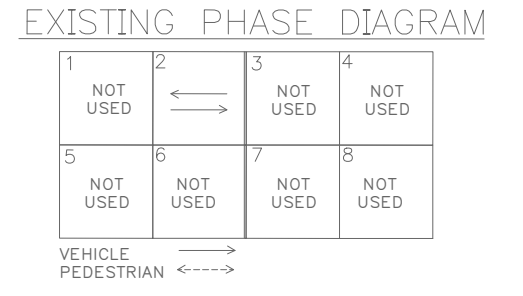 EXISTING PHASE DIAGRAM
1 2 3 4
NOT NOT NOT
USED USED USED
5 6 7 8
NOT NOT NOT NOT
USED USED USED USED
VEHICLE
PEDESTRIAN